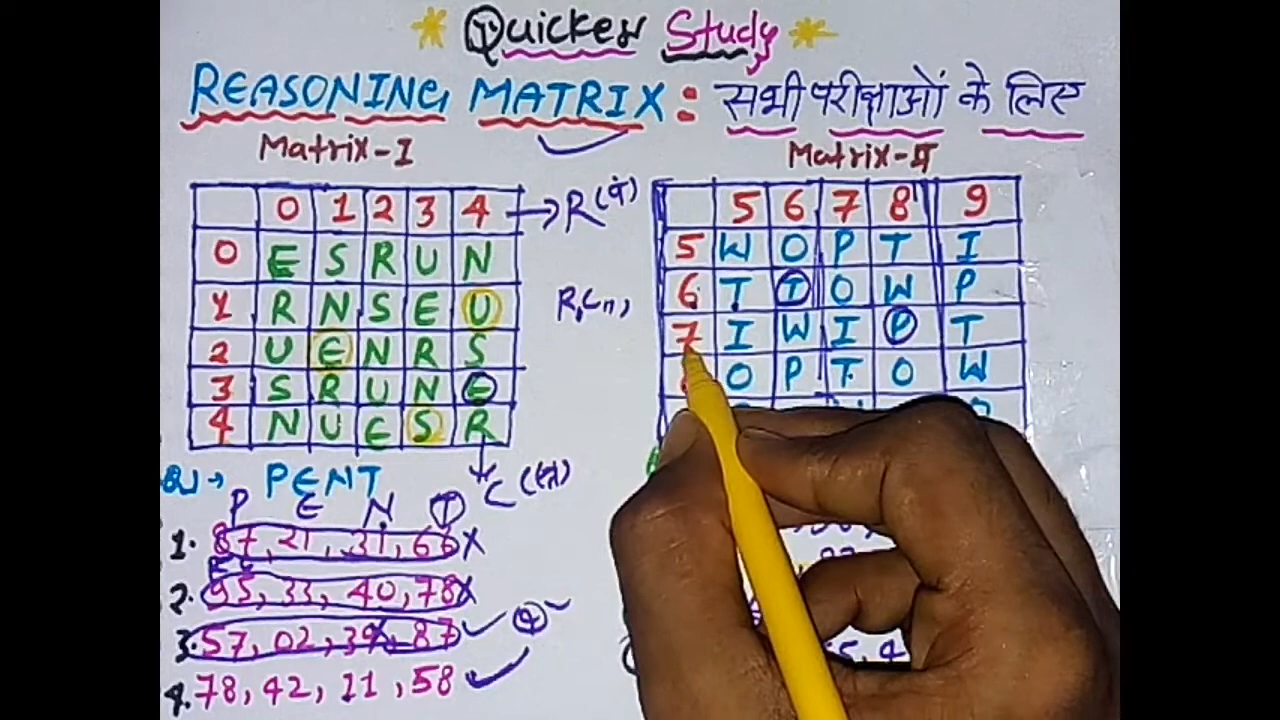 Quicker Study
REASONING MATRIX: सभी परीक्षाओं के लिए
Matrix-I
Matrix-II
0 1 2 3 4 → R
0 E S R U N
1 R N S E U
2 U E N R S
3 S R U N E
4 N U E S R
C
5 6 7 8 9
5 W O P T I
6 T I O W P
7 I W I P T
O P T O W
PENT
P E N T
1. 87, 21, 31, 66 X
2. 95, 33, 40, 78 X
3. 57, 02, 34, 87
4. 78, 42, 11, 58